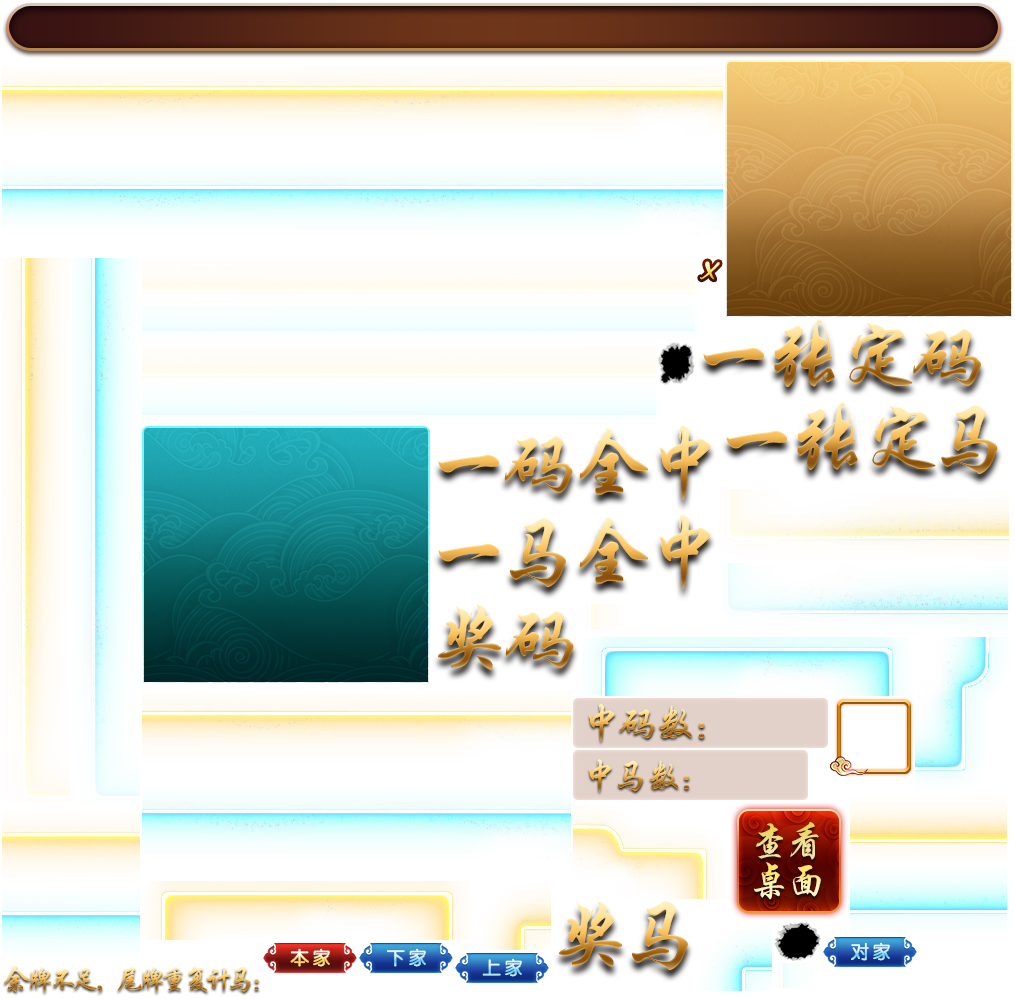 x
一张定码
一张定马
一码全中
一马全中
奖码
中码数：
中马数：
查看
桌面
奖马
对家
本家
下家
上家
余牌不足，尾牌重复计马：